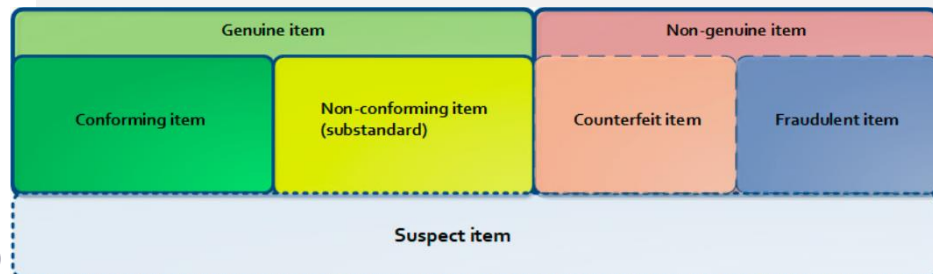 Genuine item
Non-genuine item
Conforming item
Non-conforming item
(substandard)
Counterfeit item
Fraudulent item
Suspect item